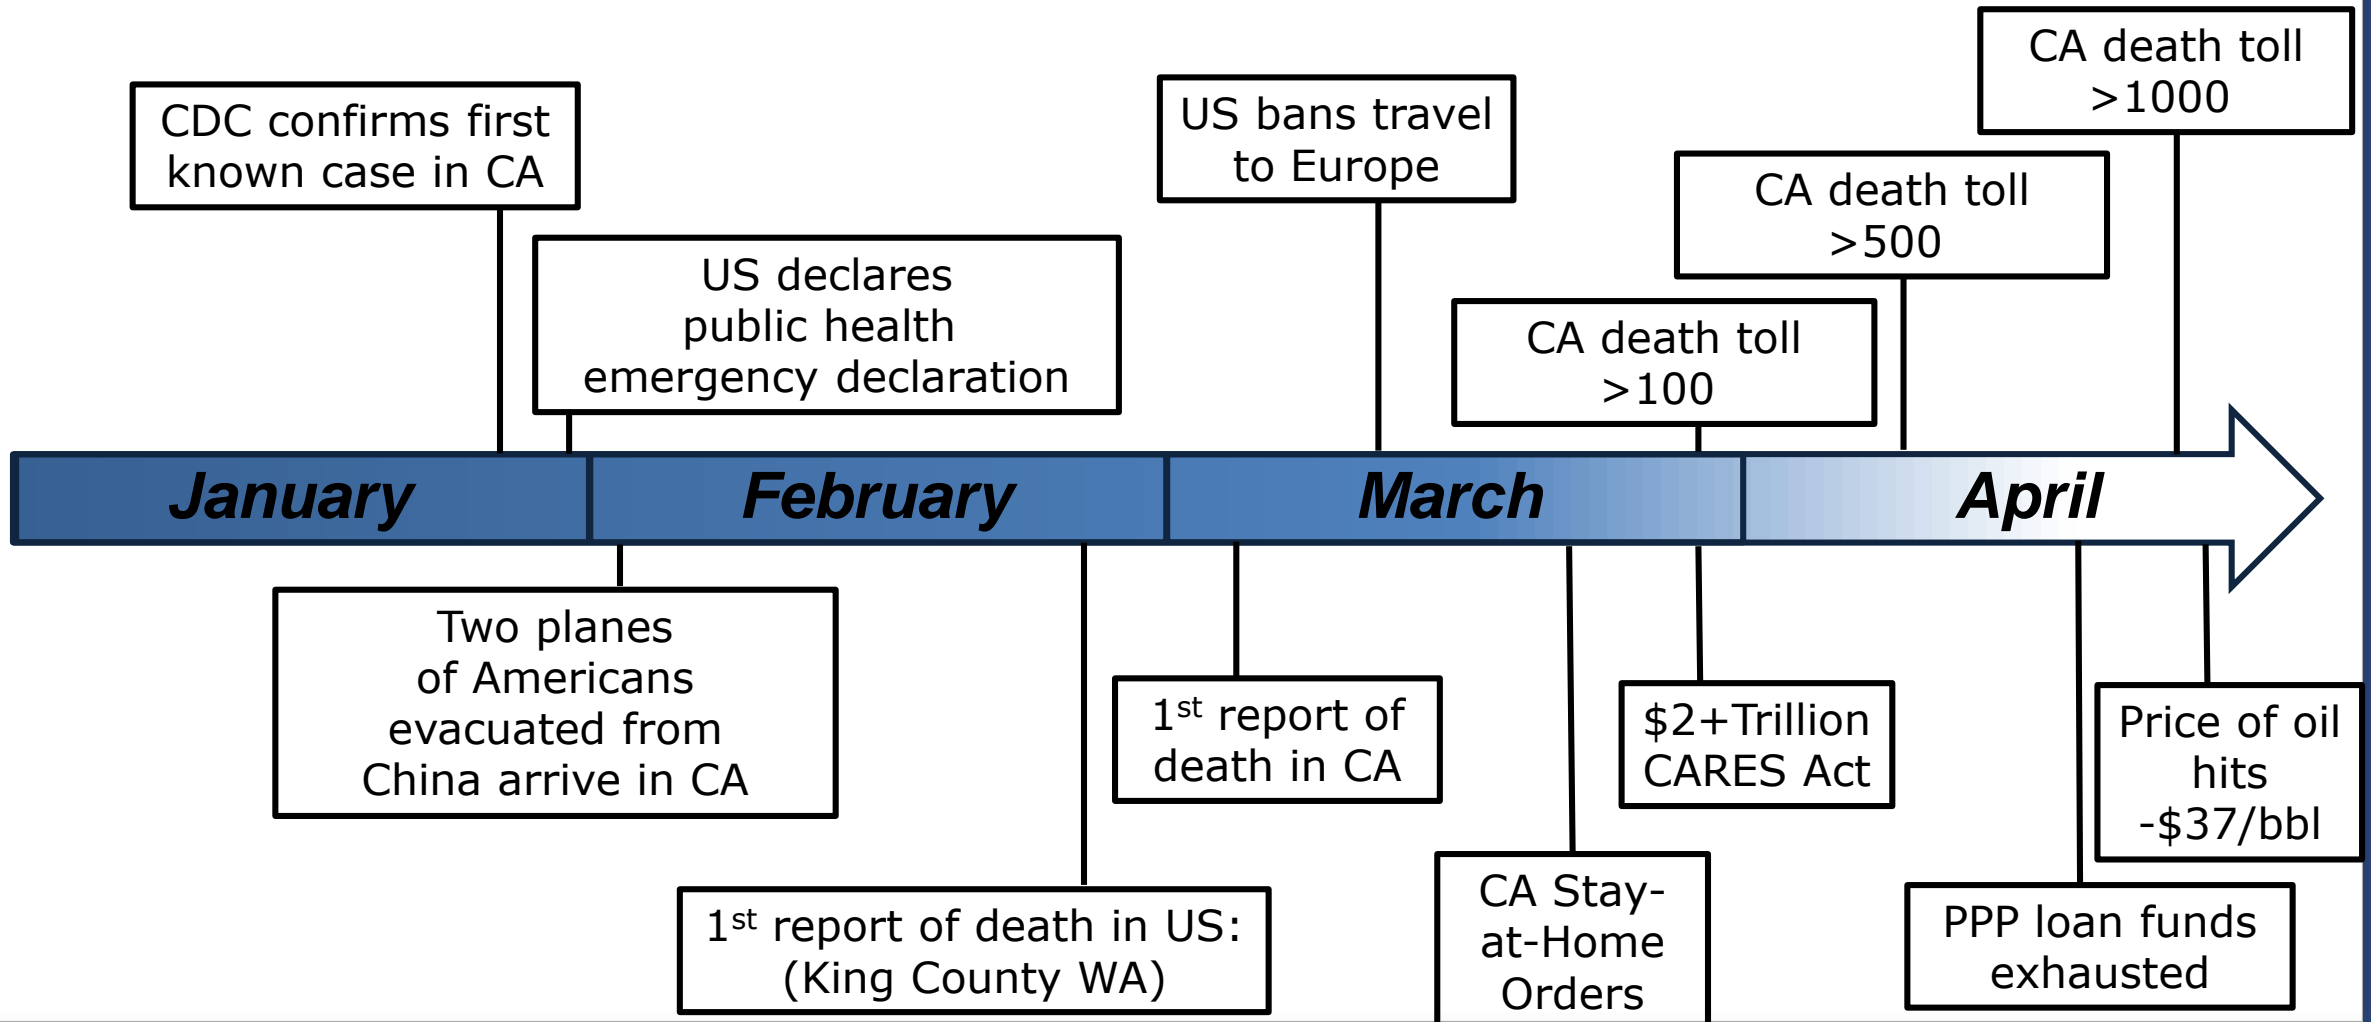 CA death toll
>1000
CDC confirms first
known case in CA
US bans travel
to Europe
CA death toll
>500
US declares
public health
emergency declaration
CA death toll
>100
January
February
March
April
Two planes
of Americans
evacuated from
China arrive in CA
1st report of
death in CA
$2+Trillion
CARES Act
Price of oil
hits
-$37/bbl
1st report of death in US:
(King County WA)
CA Stay-
at-Home
Orders
PPP loan funds
exhausted